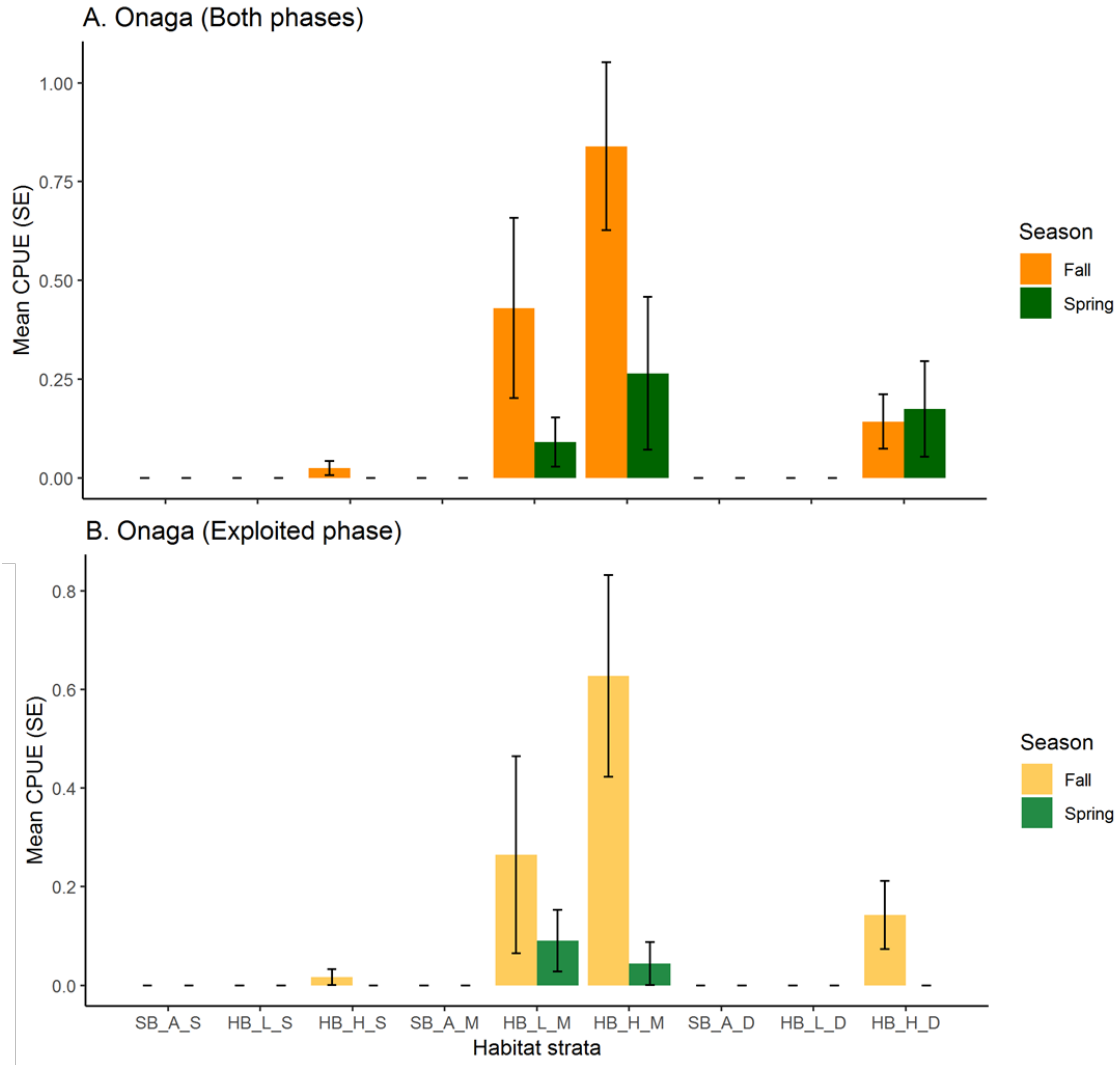 A. Onaga (Both phases)
1.00
0.75
0.50
0.25
0.00
Mean CPUE (SE)
Season
Fall
Spring
B. Onaga (Exploited phase)
0.8
0.6
0.4
0.2
0.0
Mean CPUE (SE)
SB_A_S HB_L_S HB_H_S SB_A_M HB_L_M HB_H_M SB_A_D HB_L_D HB_H_D
Habitat strata
Season
Fall
Spring